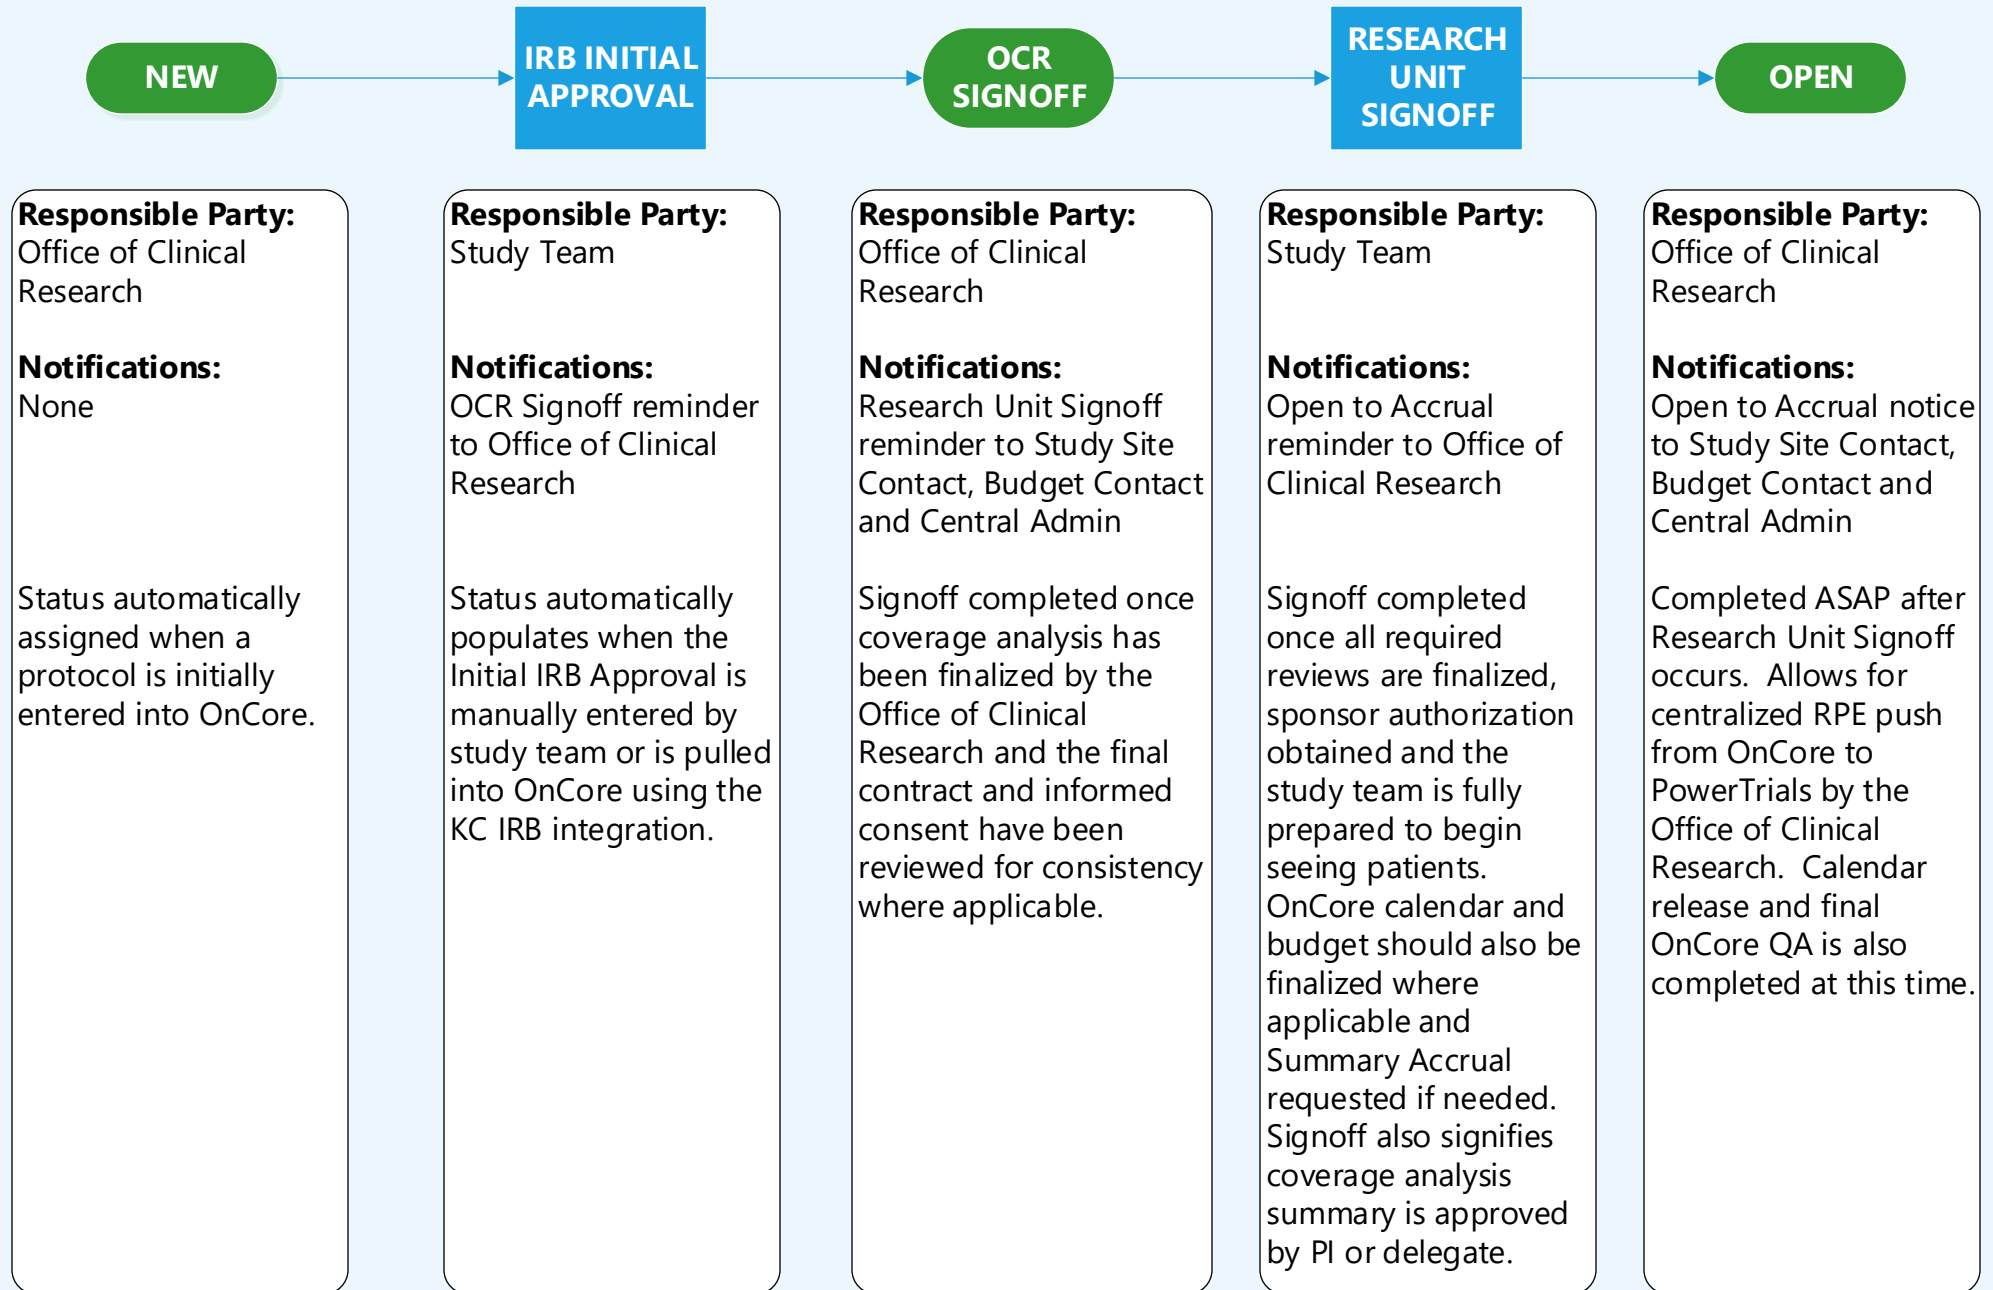 NEW
IRB INITIAL
APPROVAL
OCR
SIGNOFF
RESEARCH
UNIT
SIGNOFF
OPEN
Responsible Party:
Office of Clinical
Research
Notifications:
None
Status automatically
assigned when a
protocol is initially
entered into OnCore.
Responsible Party:
Study Team
Notifications:
OCR Signoff reminder
to Office of Clinical
Research
Status automatically
populates when the
Initial IRB Approval is
manually entered by
study team or is pulled
into OnCore using the
KC IRB integration.
Responsible Party:
Office of Clinical
Research
Notifications:
Research Unit Signoff
reminder to Study Site
Contact, Budget Contact
and Central Admin
Signoff completed once
coverage analysis has
been finalized by the
Office of Clinical
Research and the final
contract and informed
consent have been
reviewed for consistency
where applicable.
Responsible Party:
Study Team
Notifications:
Open to Accrual
reminder to Office of
Clinical Research
Signoff completed
once all required
reviews are finalized,
sponsor authorization
obtained and the
study team is fully
prepared to begin
seeing patients.
OnCore calendar and
budget should also be
finalized where
applicable and
Summary Accrual
requested if needed.
Signoff also signifies
coverage analysis
summary is approved
by PI or delegate.
Responsible Party:
Office of Clinical
Research
Notifications:
Open to Accrual notice
to Study Site Contact,
Budget Contact and
Central Admin
Completed ASAP after
Research Unit Signoff
occurs.  Allows for
centralized RPE push
from OnCore to
PowerTrials by the
Office of Clinical
Research.  Calendar
release and final
OnCore QA is also
completed at this time.